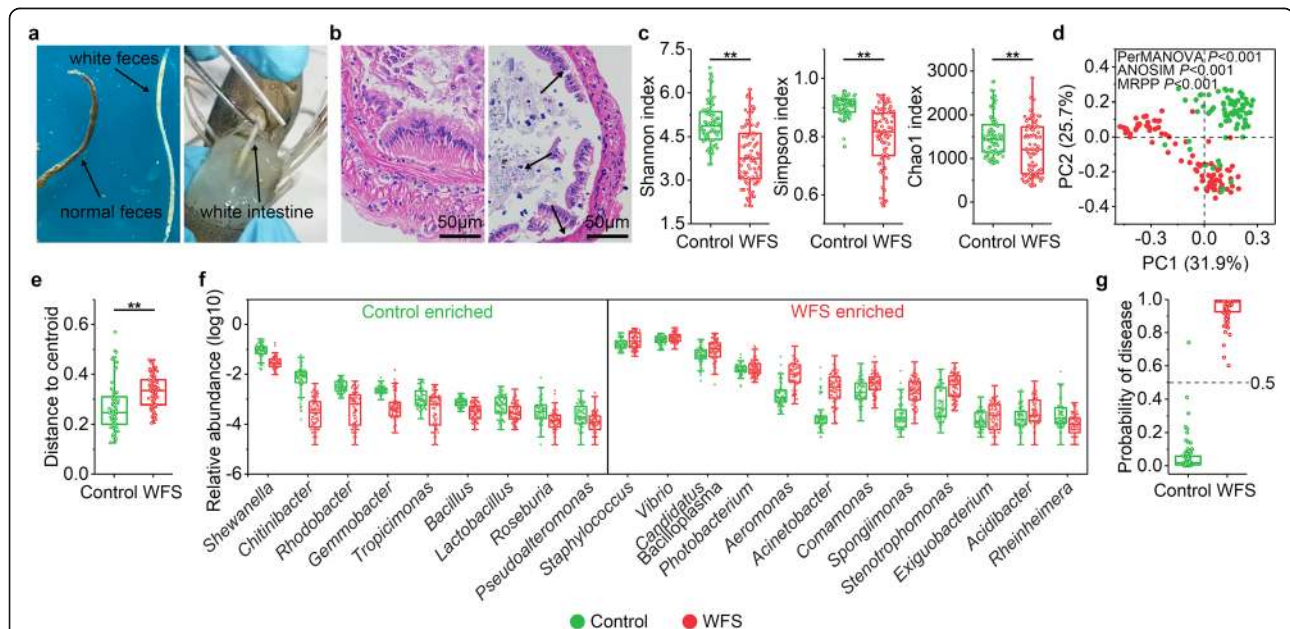 a
white feces
normal feces
white intestine
b
50μm
50μm
c
Shannon index
7.5
6.0
4.5
3.0
1.5
**
Control WFS
Simpson index
1.0
0.8
0.6
**
Control WFS
Chao1 index
3000
2000
1000
0
**
Control WFS
d
PerMANOVA P<0.001
ANOSIM P<0.001
MRPP P<0.001
PC2 (25.7%)
0.4
0.2
0.0
-0.2
-0.4
-0.3
0.0
0.3
PC1 (31.9%)
e
Distance to centroid
0.6
0.4
0.2
0.0
**
Control WFS
f
Relative abundance (log10)
0
-2
-4
-6
Control enriched
WFS enriched
Shewanella
Chitinibacter
Rhodobacter
Gemmobacter
Tropicimonas
Bacillus
Lactobacillus
Roseburia
Pseudoalteromonas
Staphylococcus
Vibrio
Candidatus
Bacilloplasma
Photobacterium
Aeromonas
Acinetobacter
Comamonas
Spongiimonas
Stenotrophomonas
Exiguobacterium
Acidibacter
Rheinheimera
g
Probability of disease
1.0
0.8
0.6
0.4
0.2
0.0
0.5
Control WFS
Control
WFS